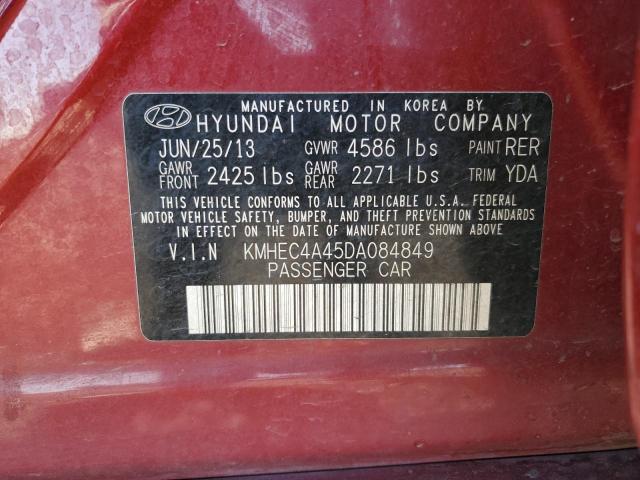 MANUFACTURED IN KOREA BY
HYUNDAI MOTOR COMPANY
JUN/25/13 GVWR 4586 lbs PAINT RER
GAWR FRONT 2425 lbs GAWR REAR 2271 lbs TRIM YDA
THIS VEHICLE CONFORMS TO ALL APPLICABLE U.S.A. FEDERAL
MOTOR VEHICLE SAFETY, BUMPER, AND THEFT PREVENTION STANDARDS
IN EFFECT ON THE DATE OF MANUFACTURE SHOWN ABOVE
V.I.N KMHEC4A45DA084849
PASSENGER CAR